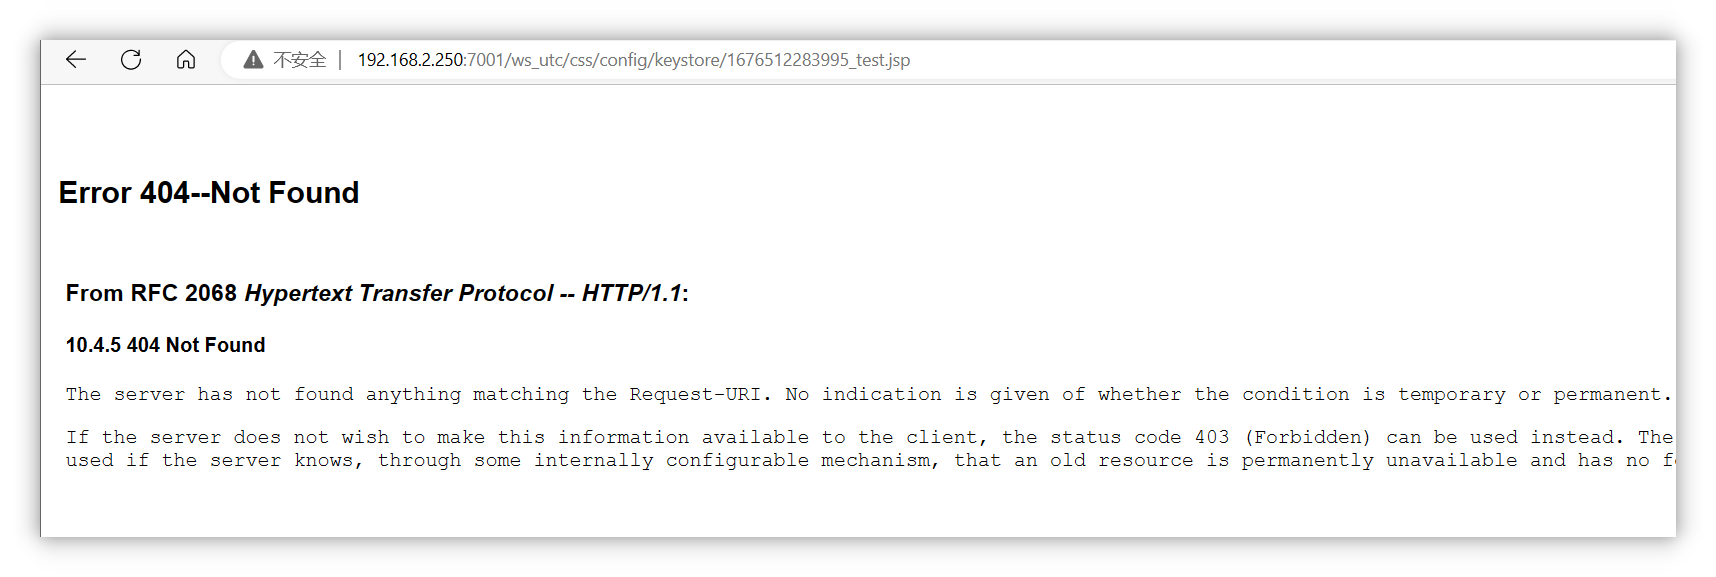 不安全 | 192.168.2.250:7001/ws_utc/css/config/keystore/1676512283995_test.jsp
Error 404--Not Found
From RFC 2068 Hypertext Transfer Protocol -- HTTP/1.1:
10.4.5 404 Not Found
The server has not found anything matching the Request-URI. No indication is given of whether the condition is temporary or permanent.
If the server does not wish to make this information available to the client, the status code 403 (Forbidden) can be used instead. The
used if the server knows, through some internally configurable mechanism, that an old resource is permanently unavailable and has no